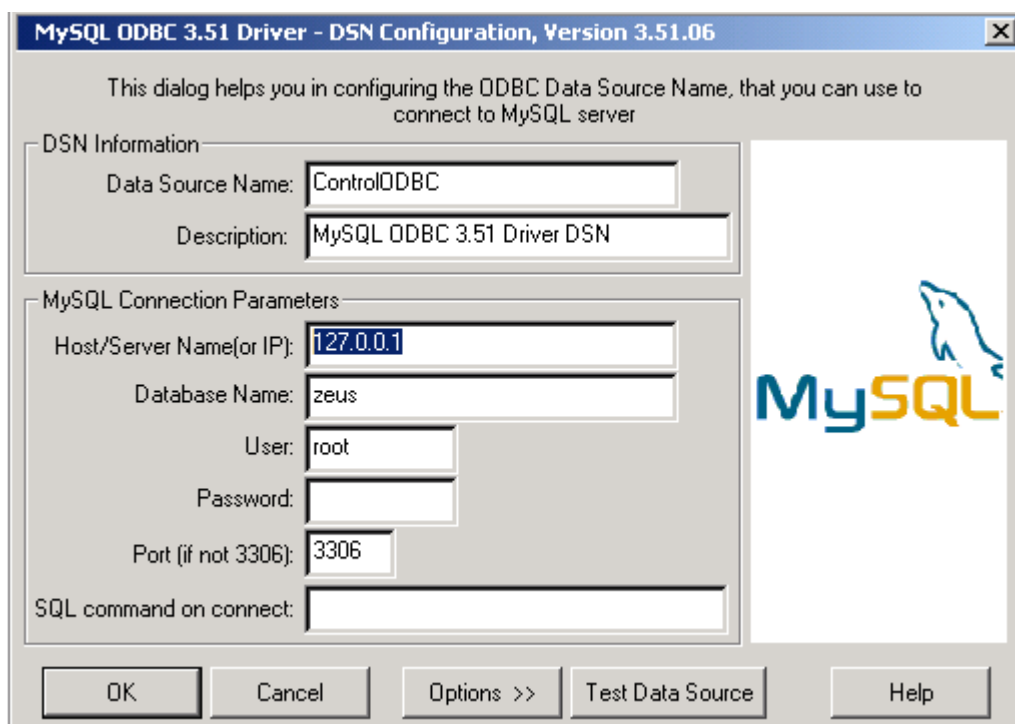 MySQL ODBC 3.51 Driver - DSN Configuration, Version 3.51.06
This dialog helps you in configuring the ODBC Data Source Name, that you can use to
connect to MySQL server
DSN Information
Data Source Name: ControlODBC
Description: MySQL ODBC 3.51 Driver DSN
MySQL Connection Parameters
Host/Server Name(or IP): 127.0.0.1
Database Name: zeus
User: root
Password:
Port (if not 3306): 3306
SQL command on connect:
MySQL
OK Cancel Options >> Test Data Source Help